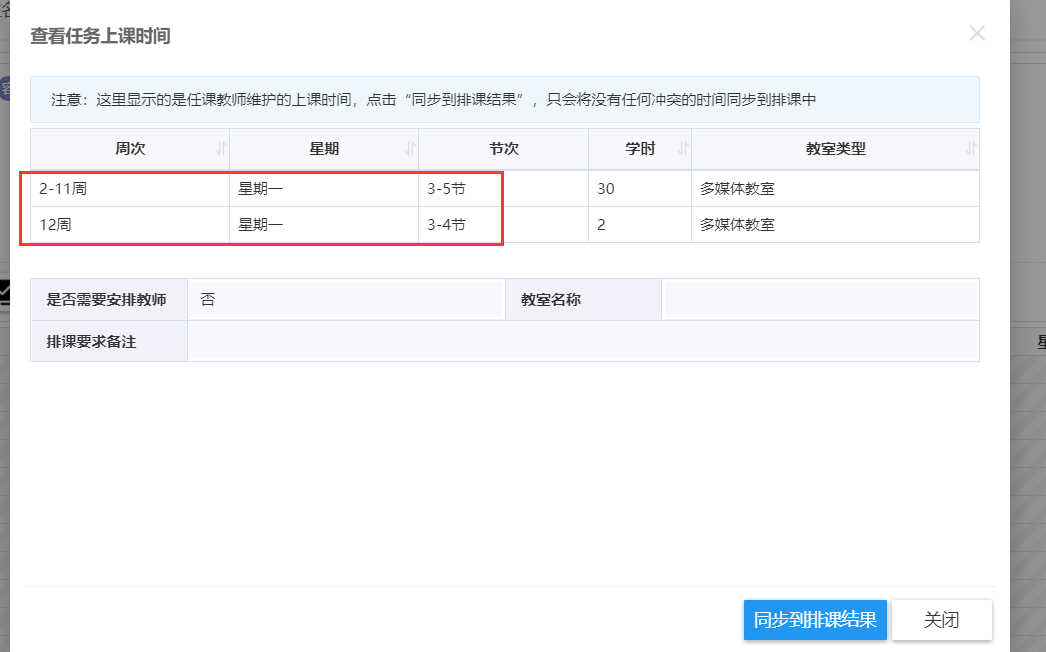 查看任务上课时间
注意：这里显示的是任课教师维护的上课时间，点击“同步到排课结果”，只会将没有任何冲突的时间同步到排课中
周次 星期 节次 学时 教室类型
2-11周 星期一 3-5节 30 多媒体教室
12周 星期一 3-4节 2 多媒体教室
是否需要安排教师 否 教室名称
排课要求备注
同步到排课结果 关闭